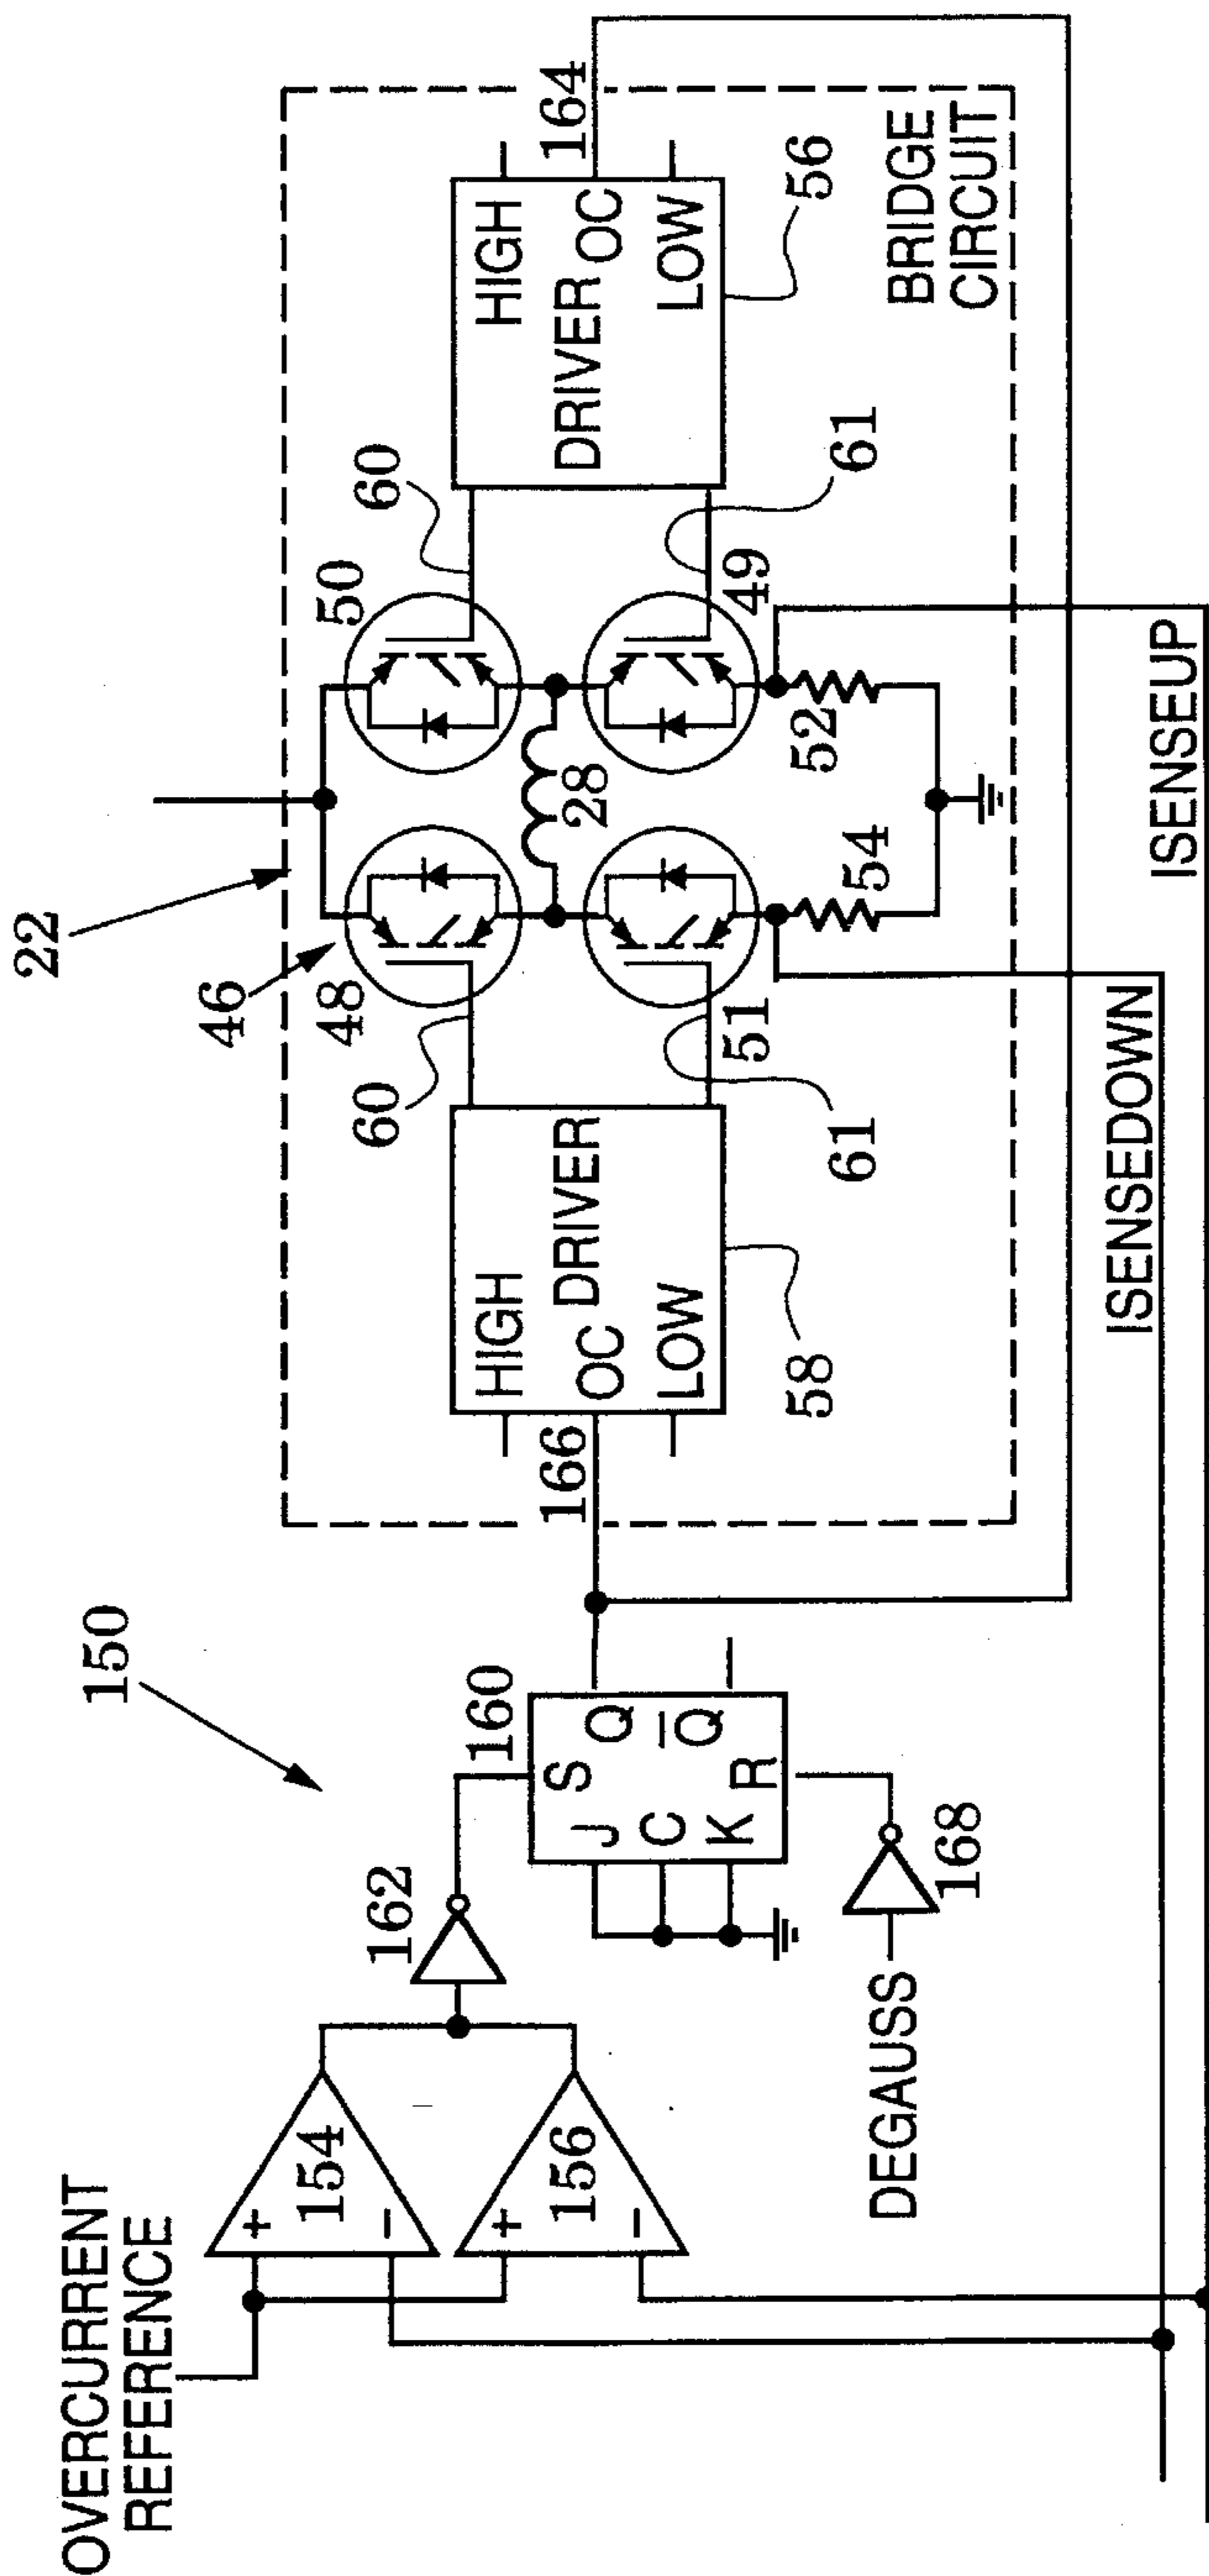 OVERCURRENT
REFERENCE
150
22
46
48
50
60
60
164
+
154
-
+
156
-
162
160
S
J
C
K
R
Q
Q̅
DEGAUSS
168
166
HIGH
OC DRIVER
LOW
58
61
51
28
54
52
49
61
HIGH
DRIVER OC
LOW
56
BRIDGE
CIRCUIT
ISENSEDOWN
ISENSEUP